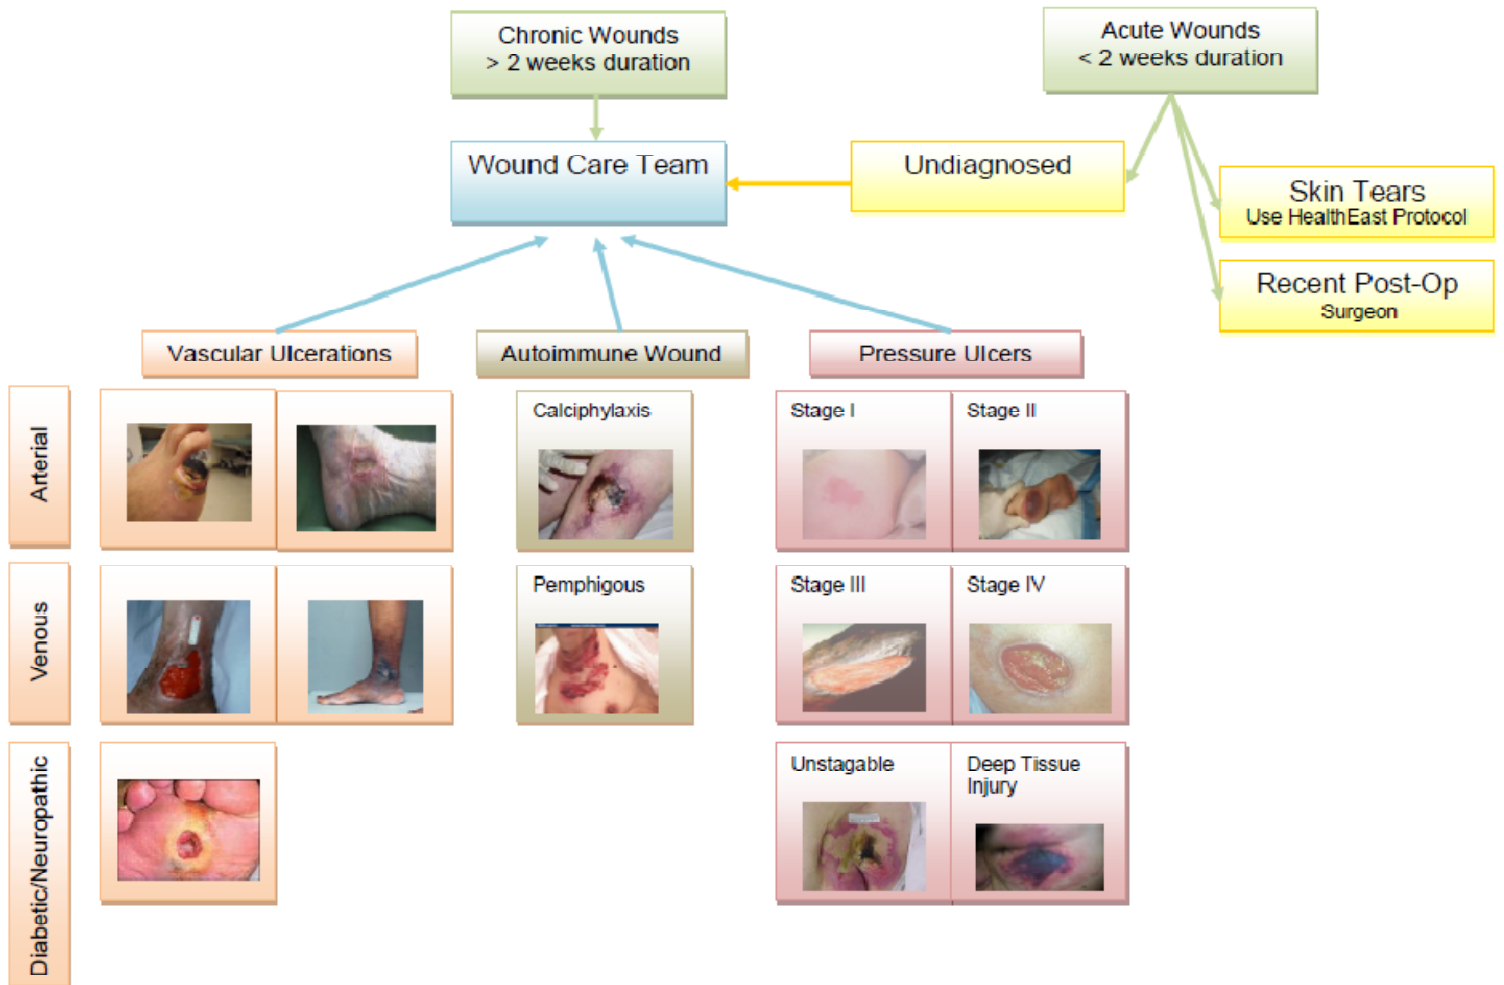 Chronic Wounds
> 2 weeks duration
Acute Wounds
< 2 weeks duration
Wound Care Team
Undiagnosed
Skin Tears
Use HealthEast Protocol
Recent Post-Op
Surgeon
Vascular Ulcerations
Autoimmune Wound
Pressure Ulcers
Arterial
Calciphylaxis
Stage I
Stage II
Venous
Pemphigous
Stage III
Stage IV
Diabetic/Neuropathic
Unstagable
Deep Tissue
Injury